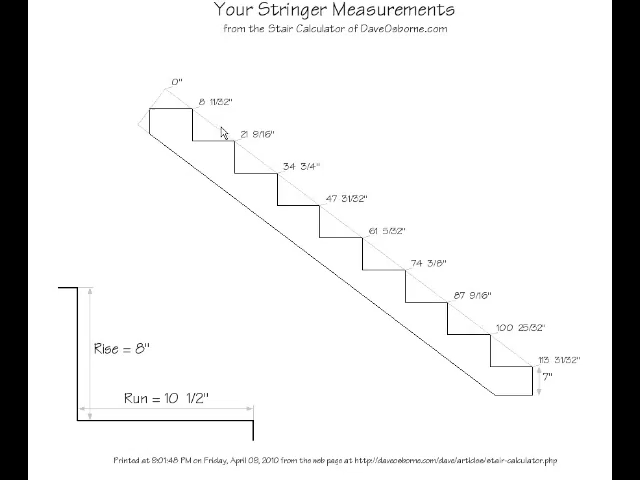 Your Stringer Measurements
from the Stair Calculator of DaveOsborne.com
0"
8 11/32"
21 9/16"
34 3/4"
47 31/32"
61 5/32"
74 3/8"
87 9/16"
100 25/32"
113 31/32"
7"
Rise = 8"
Run = 10 1/2"
Printed at 9:01:48 PM on Friday, April 09, 2010 from the web page at http://daveosborne.com/dave/articles/stair-calculator.php